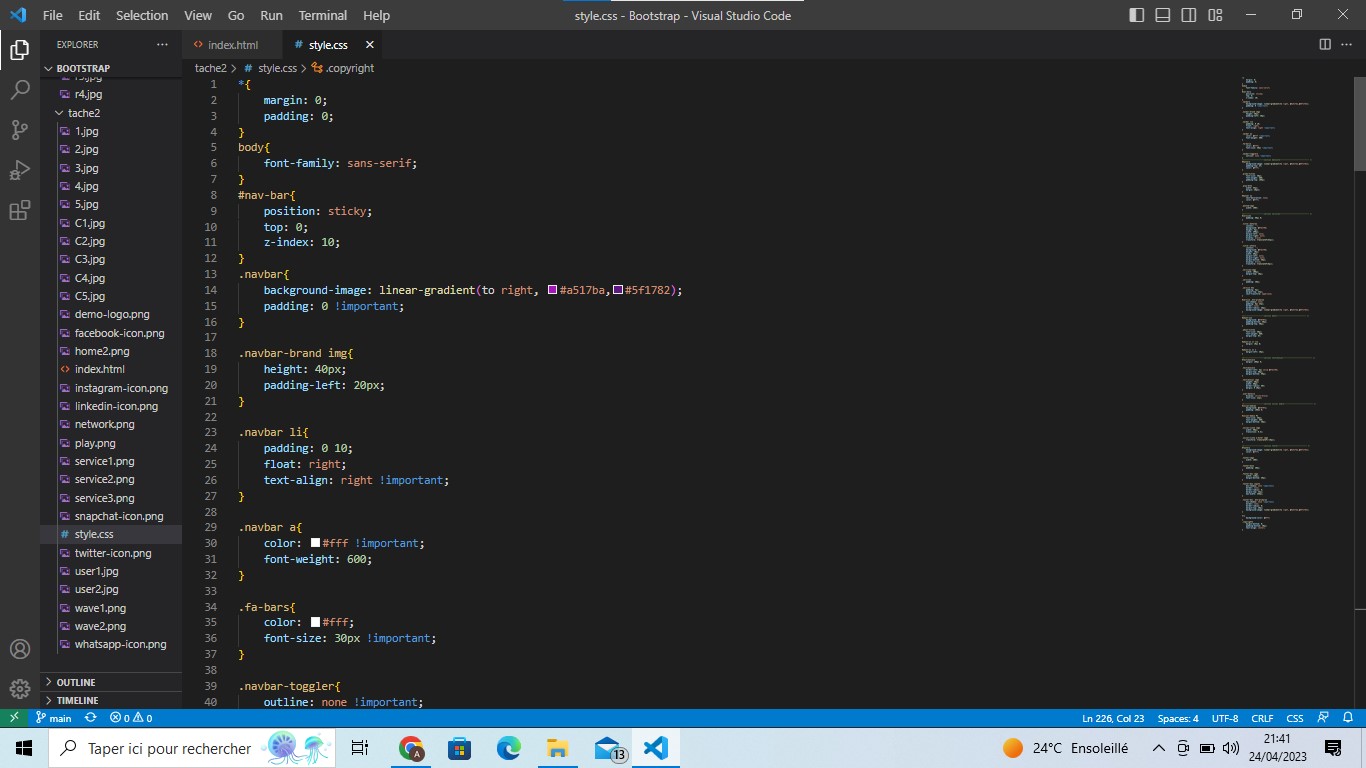 File Edit Selection View Go Run Terminal Help
style.css - Bootstrap - Visual Studio Code
EXPLORER
BOOTSTRAP
r4.jpg
tache2
1.jpg
2.jpg
3.jpg
4.jpg
5.jpg
C1.jpg
C2.jpg
C3.jpg
C4.jpg
C5.jpg
demo-logo.png
facebook-icon.png
home2.png
index.html
instagram-icon.png
linkedin-icon.png
network.png
play.png
service1.png
service2.png
service3.png
snapchat-icon.png
style.css
twitter-icon.png
user1.jpg
user2.jpg
wave1.png
wave2.png
whatsapp-icon.png
OUTLINE
TIMELINE
index.html
# style.css
tache2 > # style.css > .copyright
1 *{
2 margin: 0;
3 padding: 0;
4 }
5 body{
6 font-family: sans-serif;
7 }
8 #nav-bar{
9 position: sticky;
10 top: 0;
11 z-index: 10;
12 }
13 .navbar{
14 background-image: linear-gradient(to right, #a517ba,#5f1782);
15 padding: 0 !important;
16 }
17
18 .navbar-brand img{
19 height: 40px;
20 padding-left: 20px;
21 }
22
23 .navbar li{
24 padding: 0 10;
25 float: right;
26 text-align: right !important;
27 }
28
29 .navbar a{
30 color: #fff !important;
31 font-weight: 600;
32 }
33
34 .fa-bars{
35 color: #fff;
36 font-size: 30px !important;
37 }
38
39 .navbar-toggler{
40 outline: none !important;
main 0 0
Ln 226, Col 23 Spaces: 4 UTF-8 CRLF CSS
Taper ici pour rechercher
A
13
24°C Ensoleillé
21:41
24/04/2023